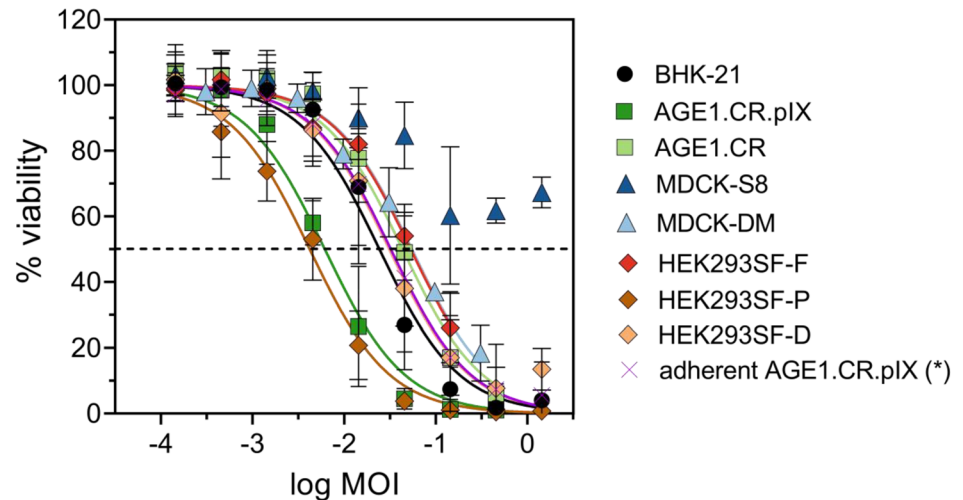 120
100
80
60
40
20
0
% viability
-4
-3
-2
-1
0
log MOI
BHK-21
AGE1.CR.pIX
AGE1.CR
MDCK-S8
MDCK-DM
HEK293SF-F
HEK293SF-P
HEK293SF-D
adherent AGE1.CR.pIX (*)